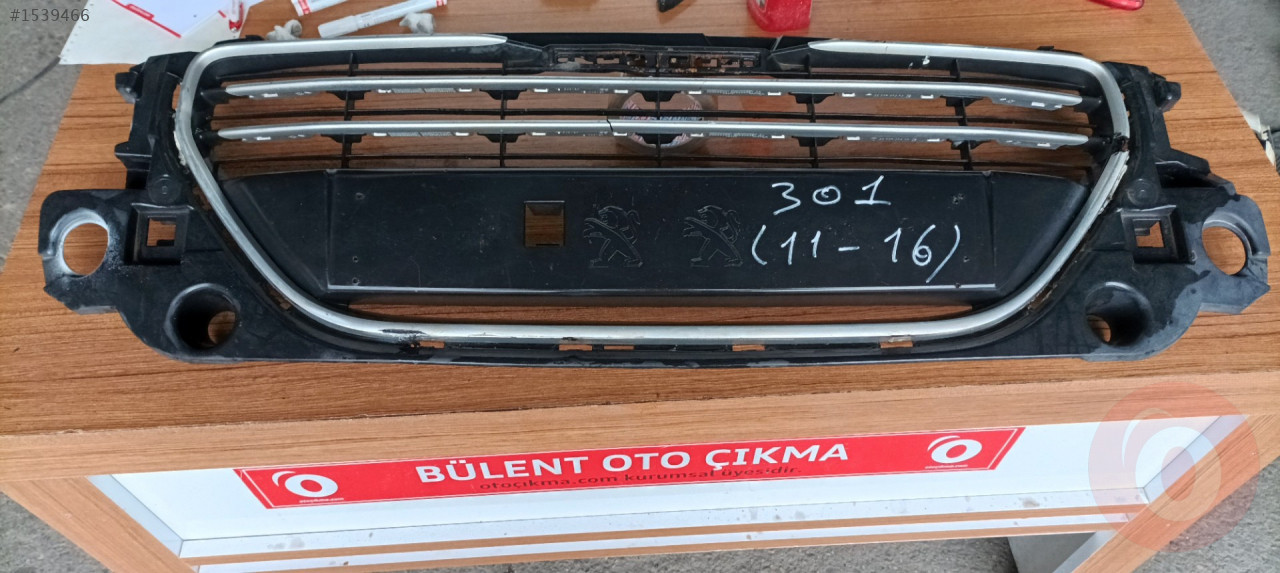 #1539466
301
(11-16)
BÜLENT OTO ÇIKMA
otoçıkma.com kurumsal üyesidir.